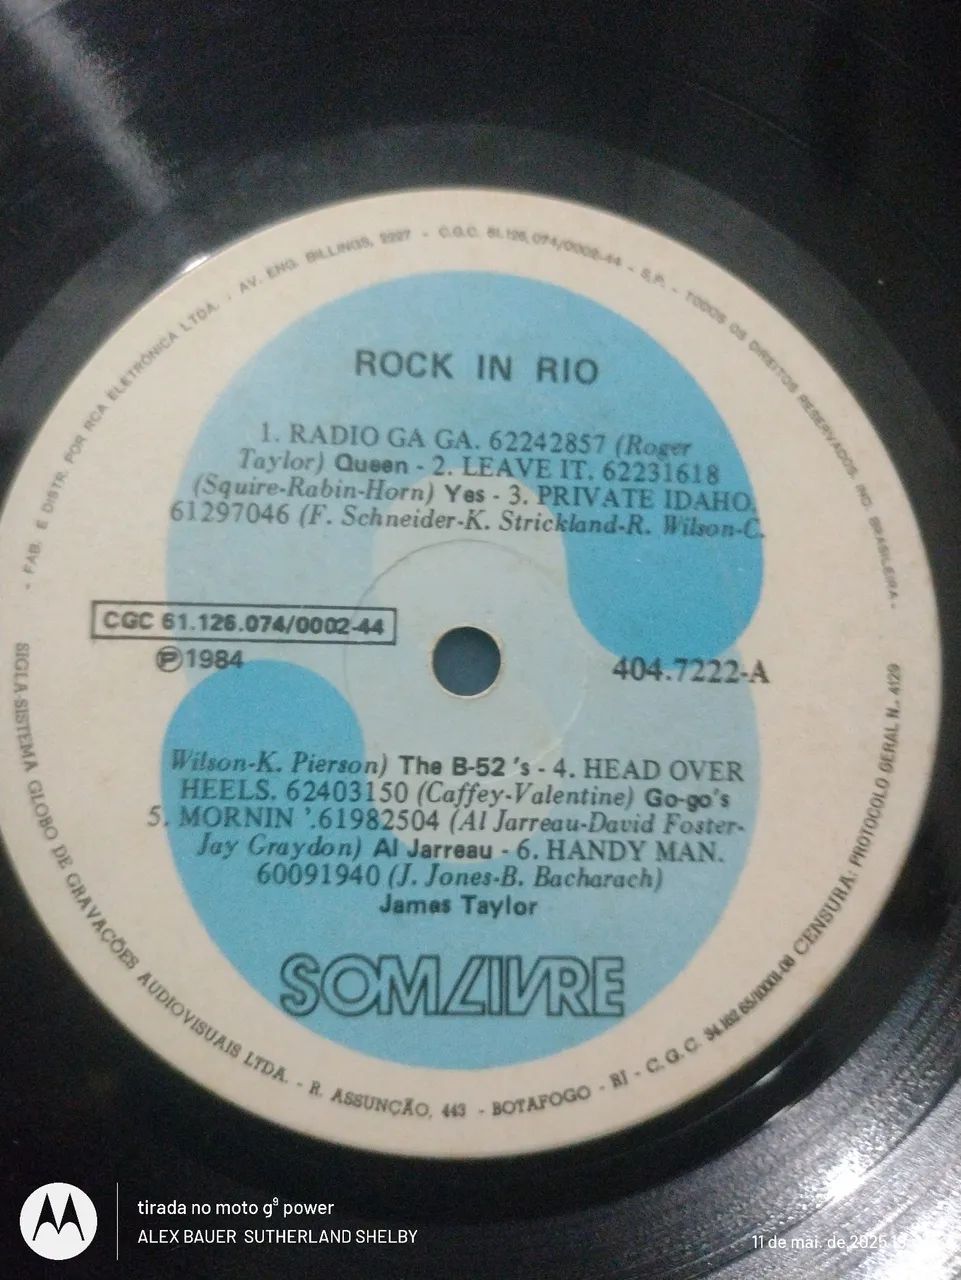 - FAB. E DISTR. POR RCA ELETRÔNICA LTDA. - AV. ENG. BILLINGS, 2227 - C.G.C. 61.126.074/0002-44 - S.P. - TODOS OS DIREITOS RESERVADOS. IND. BRASILEIRA -
ROCK IN RIO
1. RADIO GA GA. 62242857 (Roger
Taylor) Queen - 2. LEAVE IT. 62231618
(Squire-Rabin-Horn) Yes - 3. PRIVATE IDAHO.
61297046 (F. Schneider-K. Strickland-R. Wilson-C.
CGC 61.126.074/0002-44
Ⓟ1984
404.7222-A
Wilson-K. Pierson) The B-52 's - 4. HEAD OVER
HEELS. 62403150 (Caffey-Valentine) Go-go's
5. MORNIN '.61982504 (Al Jarreau-David Foster-
Jay Graydon) Al Jarreau - 6. HANDY MAN.
60091940 (J. Jones-B. Bacharach)
James Taylor
SOM LIVRE
SIGLA-SISTEMA GLOBO DE GRAVAÇÕES AUDIOVISUAIS LTDA. - R. ASSUNÇÃO, 443 - BOTAFOGO - RJ - C.G.C. 34.162.65/10001-06 CENSURA: PROTOCOLO GERAL N. 4129
tirada no moto g⁹ power
ALEX BAUER SUTHERLAND SHELBY
11 de mai. de 2025